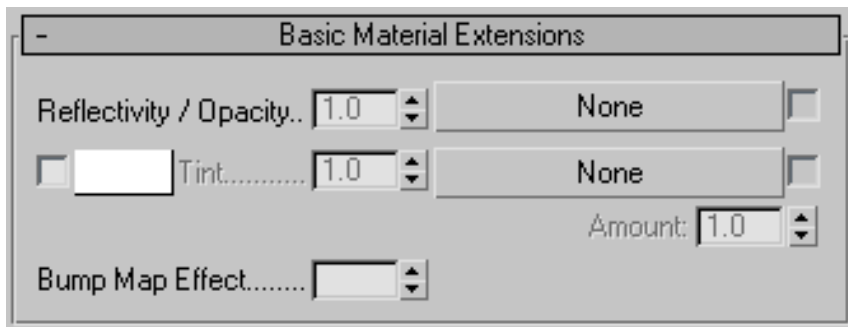 - Basic Material Extensions
Reflectivity / Opacity.. 1.0 None
Tint........... 1.0 None
Amount: 1.0
Bump Map Effect........